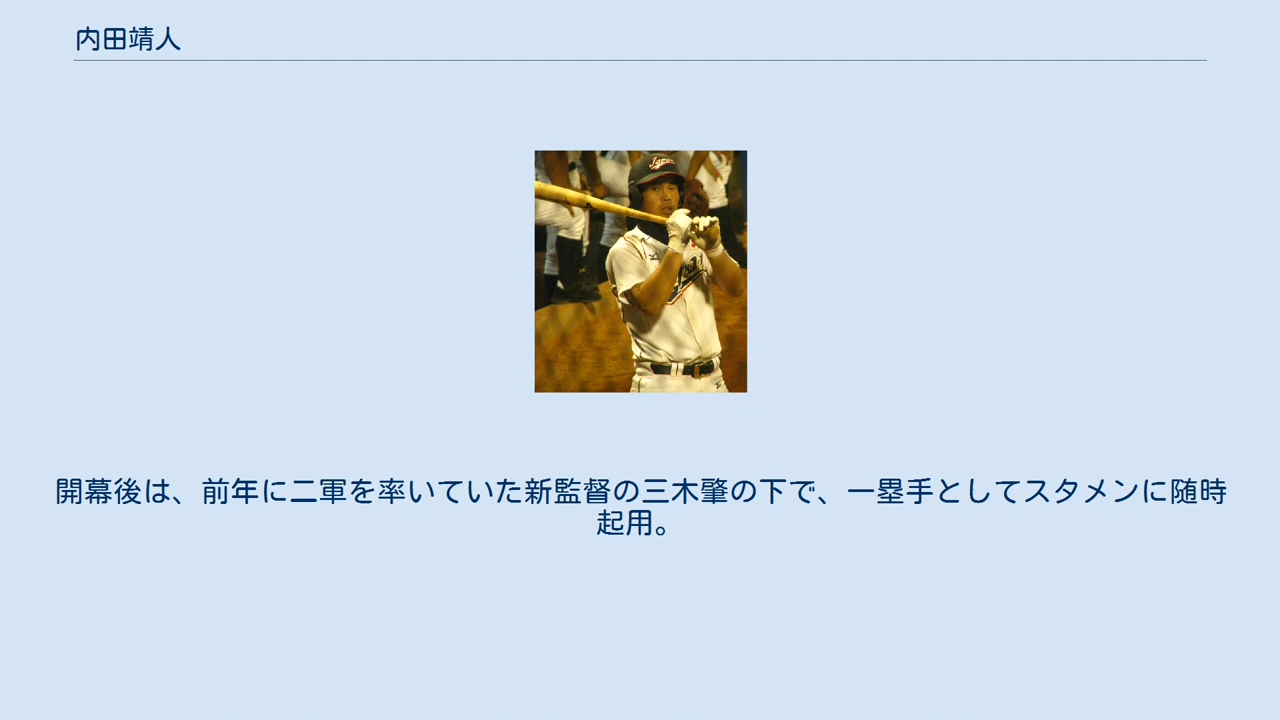 内田靖人
Japan
開幕後は、前年に二軍を率いていた新監督の三木肇の下で、一塁手としてスタメンに随時
起用。